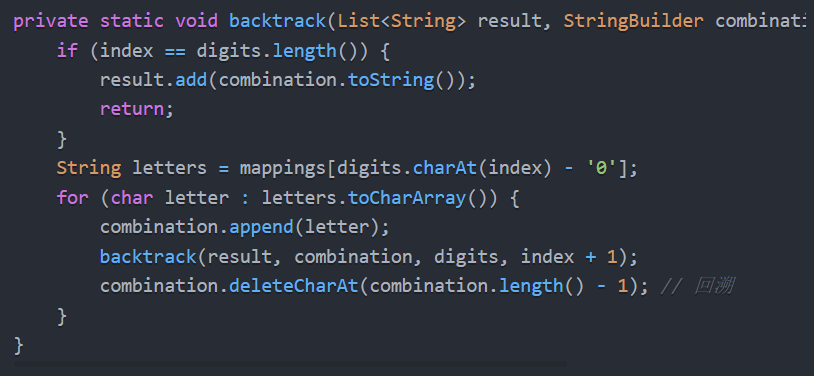 private static void backtrack(List<String> result, StringBuilder combinati
if (index == digits.length()) {
result.add(combination.toString());
return;
}
String letters = mappings[digits.charAt(index) - '0'];
for (char letter : letters.toCharArray()) {
combination.append(letter);
backtrack(result, combination, digits, index + 1);
combination.deleteCharAt(combination.length() - 1); // 回溯
}
}